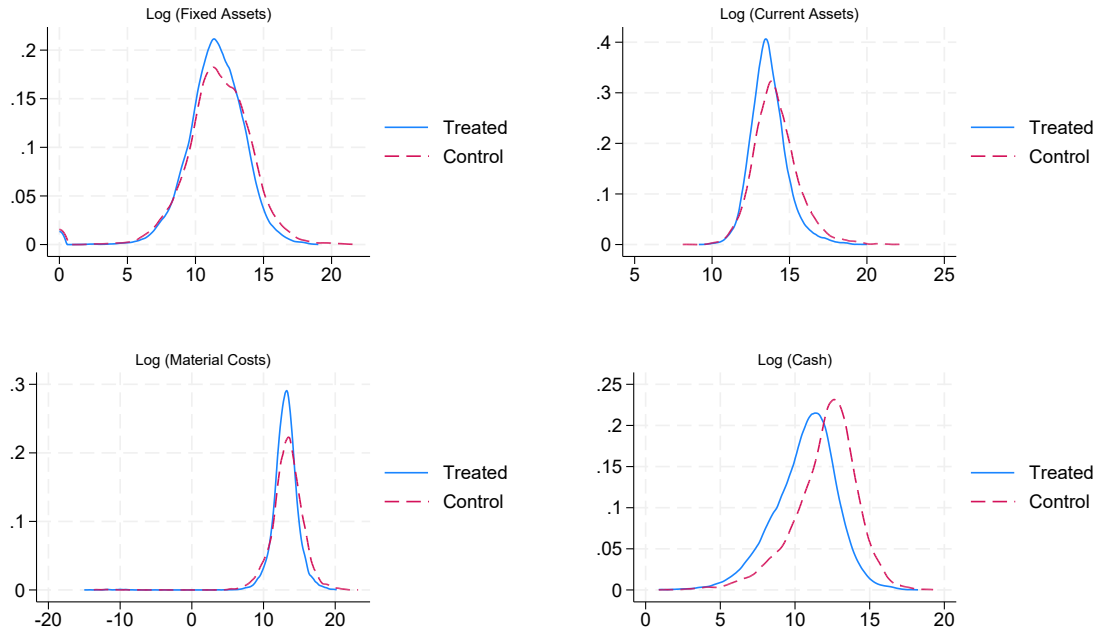 Log (Fixed Assets)
.2
.15
.1
.05
0
0 5 10 15 20
Treated
Control
Log (Current Assets)
.4
.3
.2
.1
0
5 10 15 20 25
Treated
Control
Log (Material Costs)
.3
.2
.1
0
-20 -10 0 10 20
Treated
Control
Log (Cash)
.25
.2
.15
.1
.05
0
0 5 10 15 20
Treated
Control